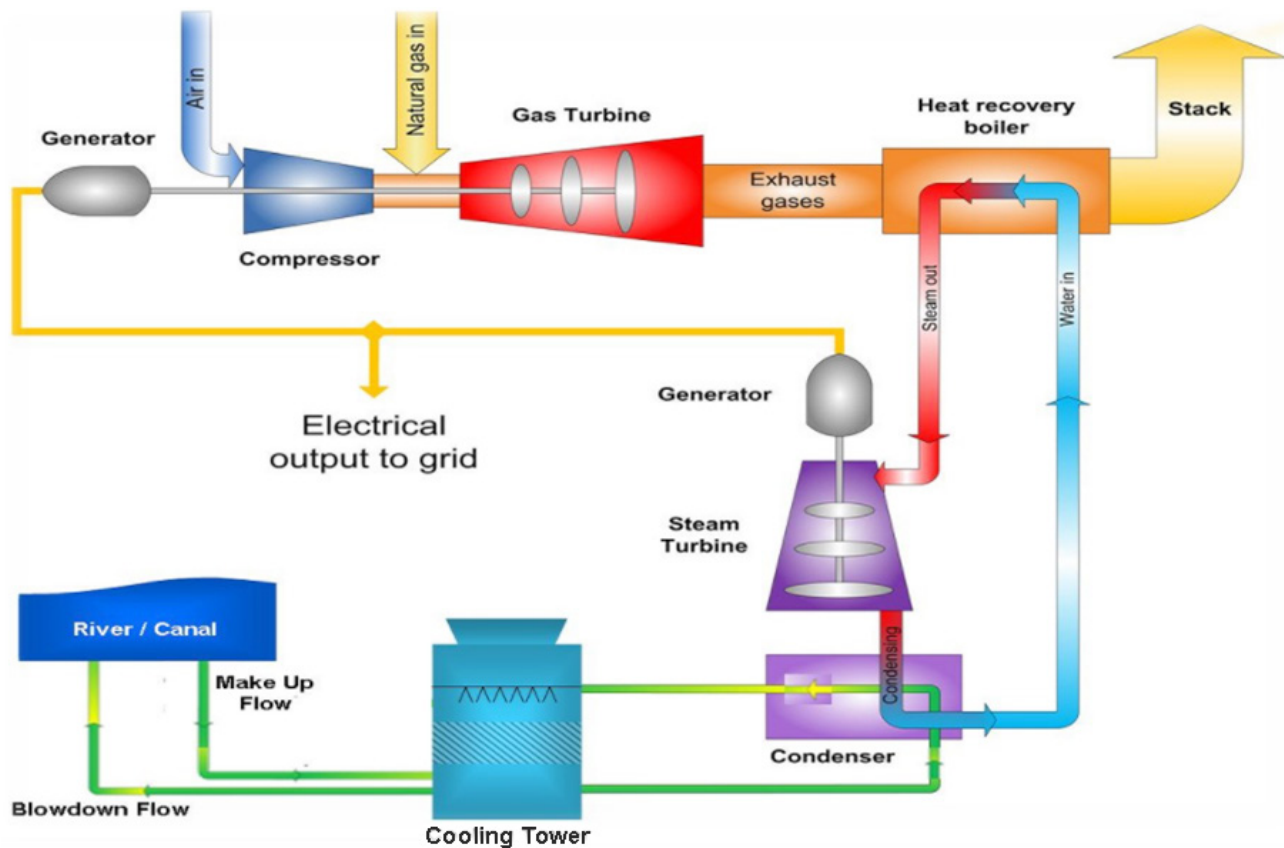 Air in
Natural gas in
Generator
Gas Turbine
Heat recovery
boiler
Stack
Exhaust
gases
Compressor
Steam out
Water in
Generator
Electrical
output to grid
Steam
Turbine
River / Canal
Make Up
Flow
Condensing
Condenser
Blowdown Flow
Cooling Tower